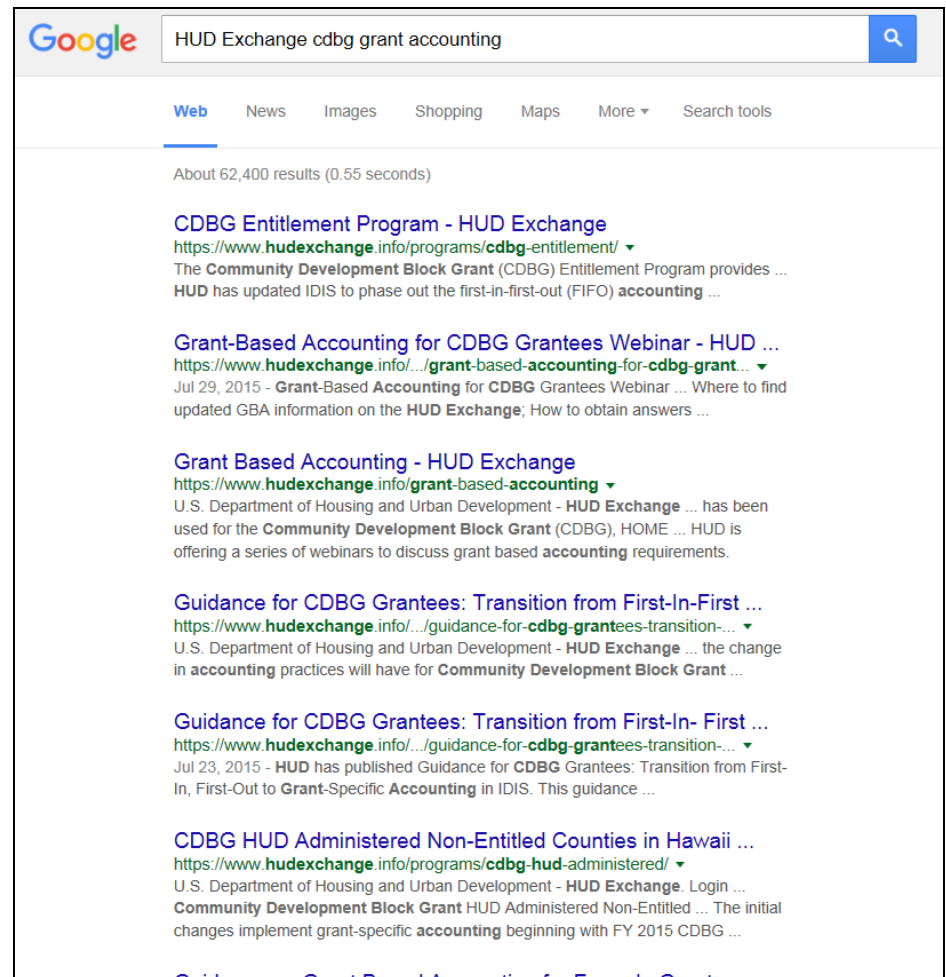 Google
HUD Exchange cdbg grant accounting
Web News Images Shopping Maps More Search tools
About 62,400 results (0.55 seconds)
CDBG Entitlement Program - HUD Exchange
https://www.hudexchange.info/programs/cdbg-entitlement/
The Community Development Block Grant (CDBG) Entitlement Program provides ...
HUD has updated IDIS to phase out the first-in-first-out (FIFO) accounting ...
Grant-Based Accounting for CDBG Grantees Webinar - HUD ...
https://www.hudexchange.info/.../grant-based-accounting-for-cdbg-grant...
Jul 29, 2015 - Grant-Based Accounting for CDBG Grantees Webinar ... Where to find
updated GBA information on the HUD Exchange; How to obtain answers ...
Grant Based Accounting - HUD Exchange
https://www.hudexchange.info/grant-based-accounting
U.S. Department of Housing and Urban Development - HUD Exchange ... has been
used for the Community Development Block Grant (CDBG), HOME ... HUD is
offering a series of webinars to discuss grant based accounting requirements.
Guidance for CDBG Grantees: Transition from First-In-First ...
https://www.hudexchange.info/.../guidance-for-cdbg-grantees-transition-...
U.S. Department of Housing and Urban Development - HUD Exchange ... the change
in accounting practices will have for Community Development Block Grant ...
Guidance for CDBG Grantees: Transition from First-In- First ...
https://www.hudexchange.info/.../guidance-for-cdbg-grantees-transition-...
Jul 23, 2015 - HUD has published Guidance for CDBG Grantees: Transition from First-
In, First-Out to Grant-Specific Accounting in IDIS. This guidance ...
CDBG HUD Administered Non-Entitled Counties in Hawaii ...
https://www.hudexchange.info/programs/cdbg-hud-administered/
U.S. Department of Housing and Urban Development - HUD Exchange. Login ...
Community Development Block Grant HUD Administered Non-Entitled ... The initial
changes implement grant-specific accounting beginning with FY 2015 CDBG ...